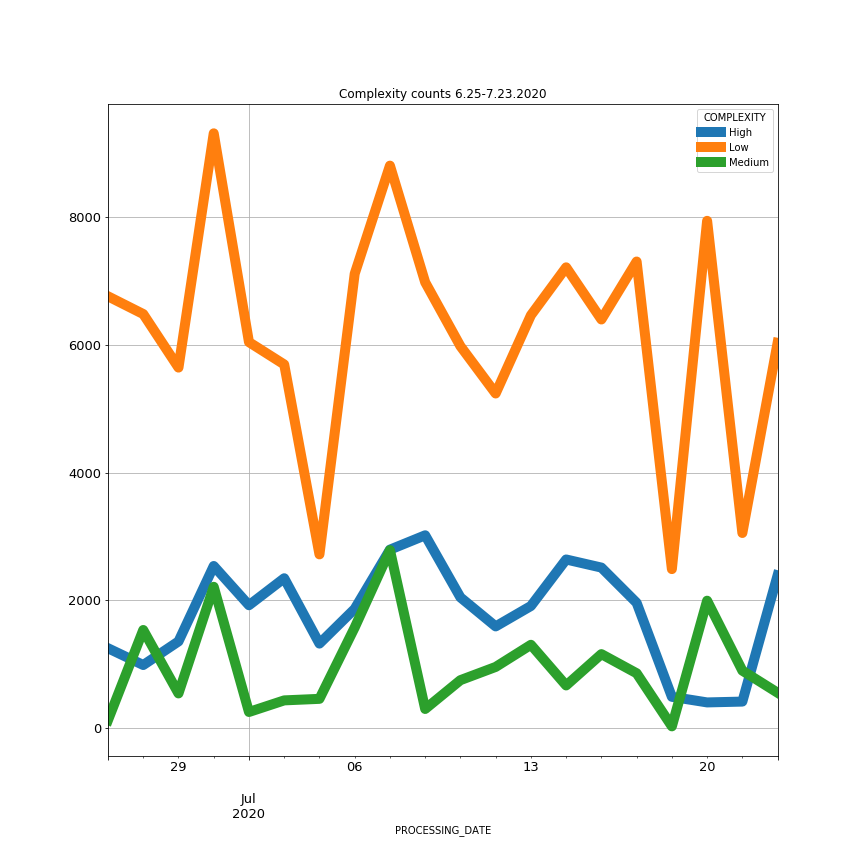 Complexity counts 6.25-7.23.2020
COMPLEXITY
High
Low
Medium
8000
6000
4000
2000
0
29 06 13 20
Jul
2020
PROCESSING_DATE